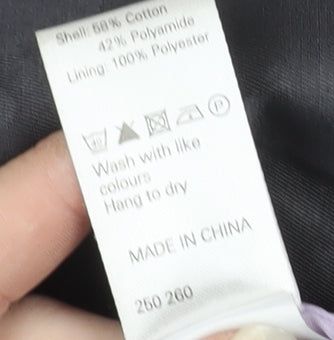 Shell: 58% Cotton
42% Polyamide
Lining: 100% Polyester
P
Wash with like
colours
Hang to dry
MADE IN CHINA
250 260